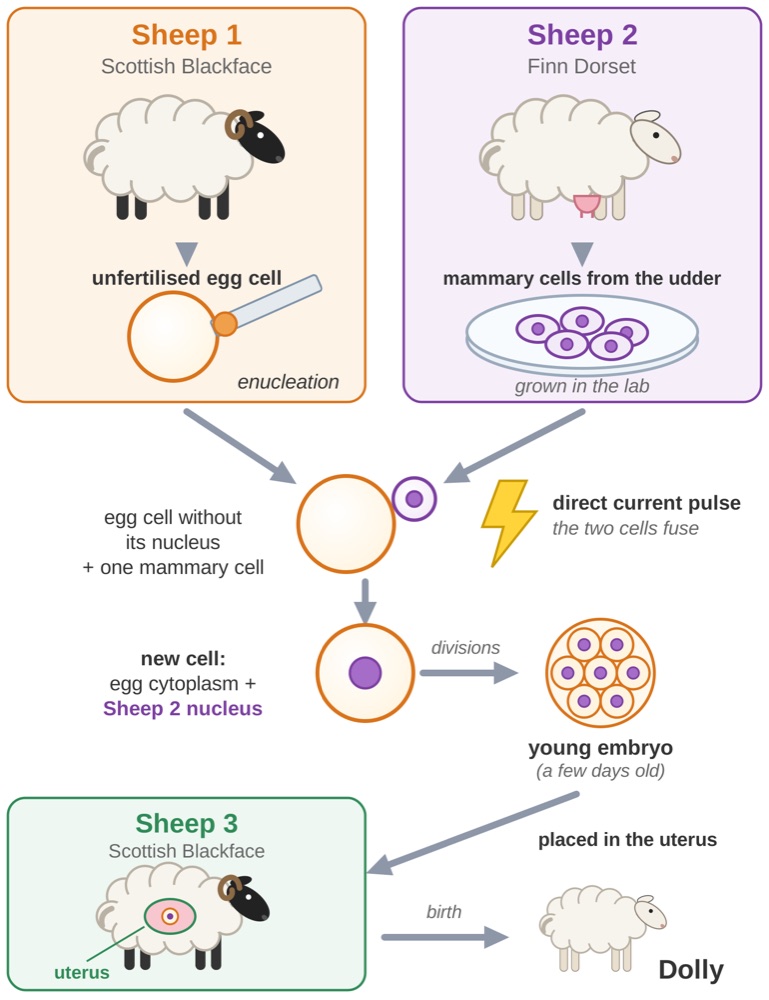 Sheep 1
Scottish Blackface
unfertilised egg cell
enucleation
Sheep 2
Finn Dorset
mammary cells from the udder
grown in the lab
egg cell without
its nucleus
+ one mammary cell
direct current pulse
the two cells fuse
new cell:
egg cytoplasm +
Sheep 2 nucleus
divisions
young embryo
(a few days old)
placed in the uterus
Sheep 3
Scottish Blackface
uterus
birth
Dolly